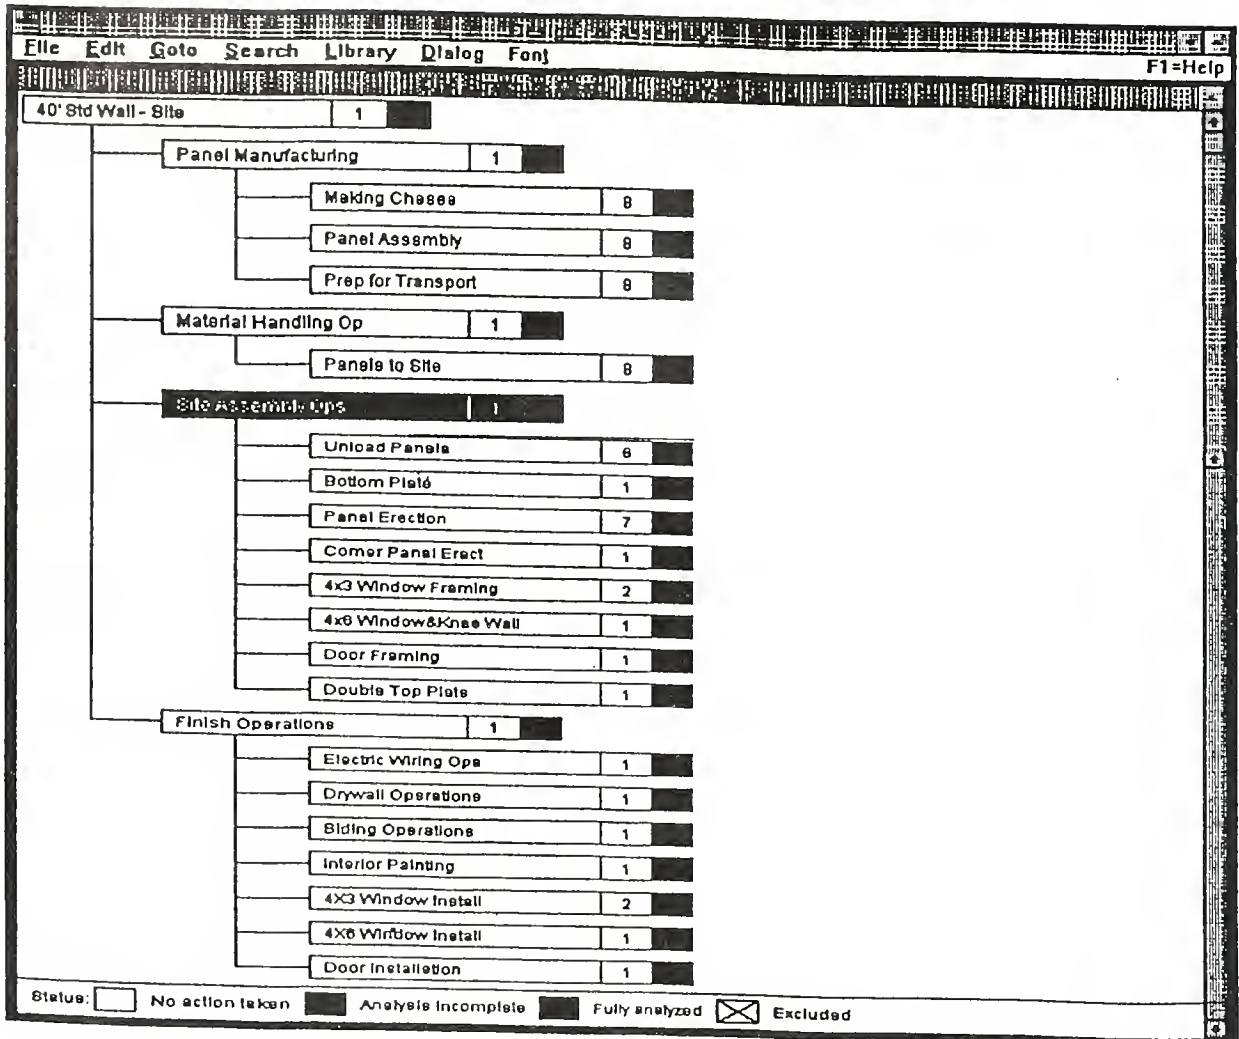 File Edit Goto Search Library Dialog Font
F1=Help
40' Std Wall - Site 1
Panel Manufacturing 1
Making Chases 8
Panel Assembly 8
Prep for Transport 8
Material Handling Op 1
Panels to Site 8
Site Assembly Ops 1
Unload Panels 6
Bottom Plate 1
Panel Erection 7
Corner Panel Erect 1
4x3 Window Framing 2
4x6 Window&Knee Wall 1
Door Framing 1
Double Top Plate 1
Finish Operations 1
Electric Wiring Ops 1
Drywall Operations 1
Siding Operations 1
Interior Painting 1
4X3 Window Install 2
4X6 Window Install 1
Door Installation 1
Status: No action taken Analysis Incomplete Fully analyzed Excluded